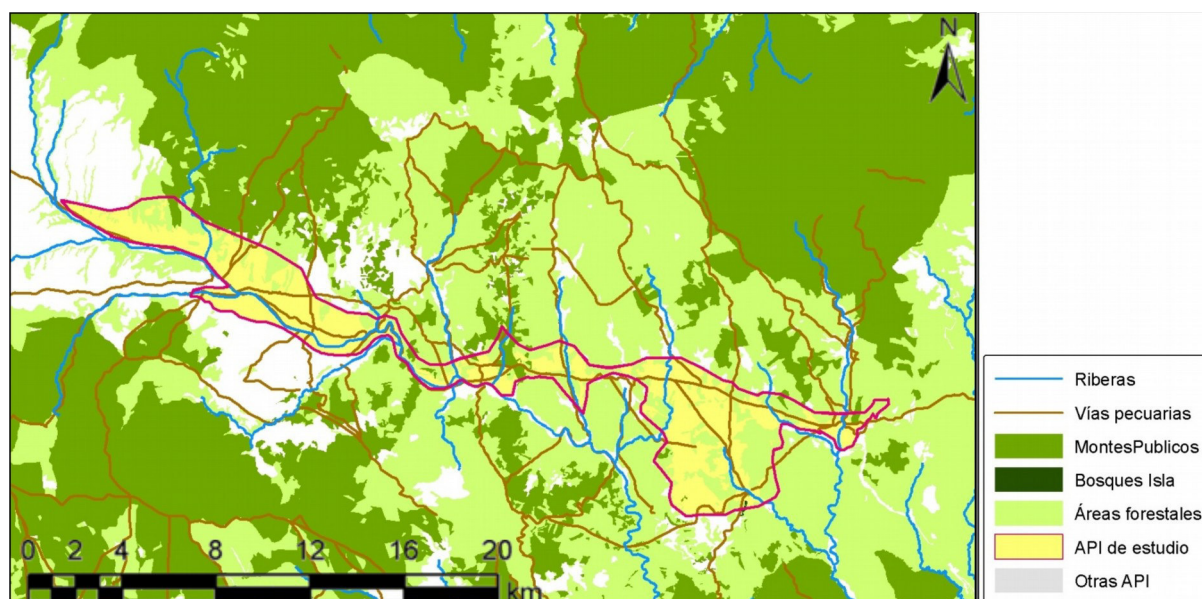 N
0 2 4 8 12 16 20
km
Riberas
Vías pecuarias
MontesPublicos
Bosques Isla
Áreas forestales
API de estudio
Otras API